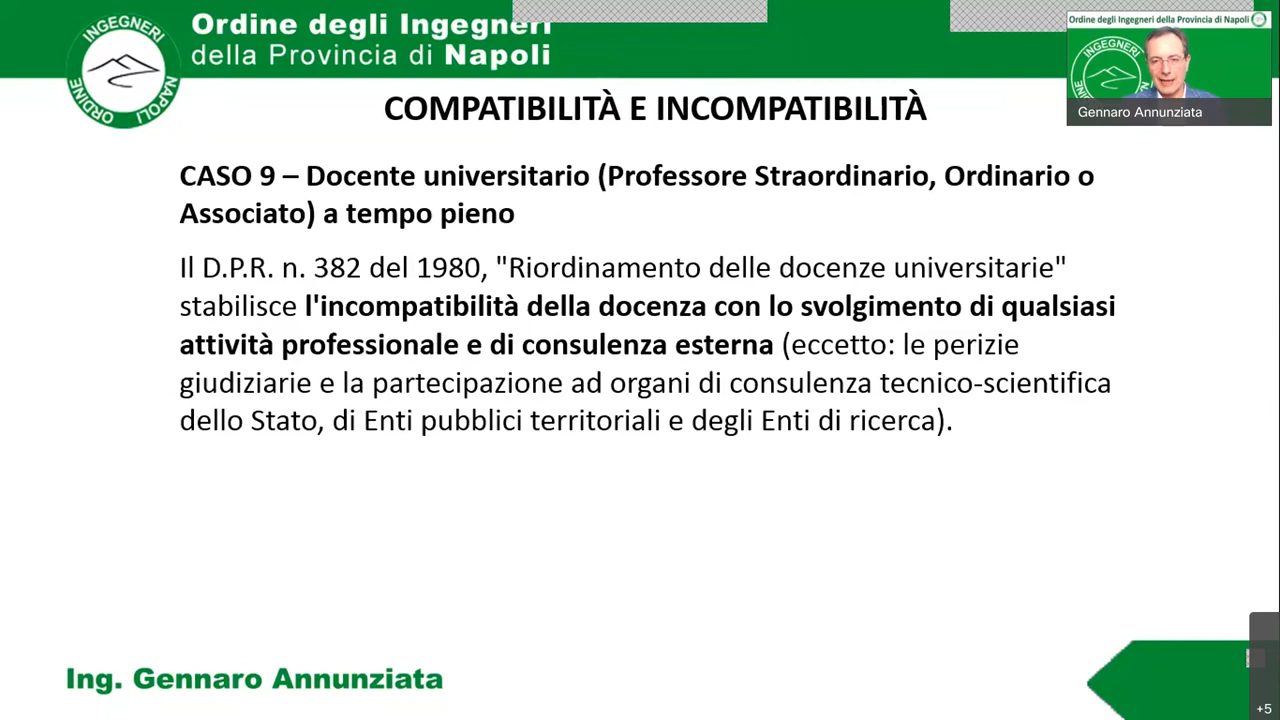 Ordine degli Ingegneri
della Provincia di Napoli
INGEGNERI
ORDINE
NAPOLI
Ordine degli Ingegneri della Provincia di Napoli
INGEGNERI
Gennaro Annunziata
COMPATIBILITÀ E INCOMPATIBILITÀ
CASO 9 – Docente universitario (Professore Straordinario, Ordinario o
Associato) a tempo pieno
Il D.P.R. n. 382 del 1980, "Riordinamento delle docenze universitarie"
stabilisce l'incompatibilità della docenza con lo svolgimento di qualsiasi
attività professionale e di consulenza esterna (eccetto: le perizie
giudiziarie e la partecipazione ad organi di consulenza tecnico-scientifica
dello Stato, di Enti pubblici territoriali e degli Enti di ricerca).
Ing. Gennaro Annunziata
+5